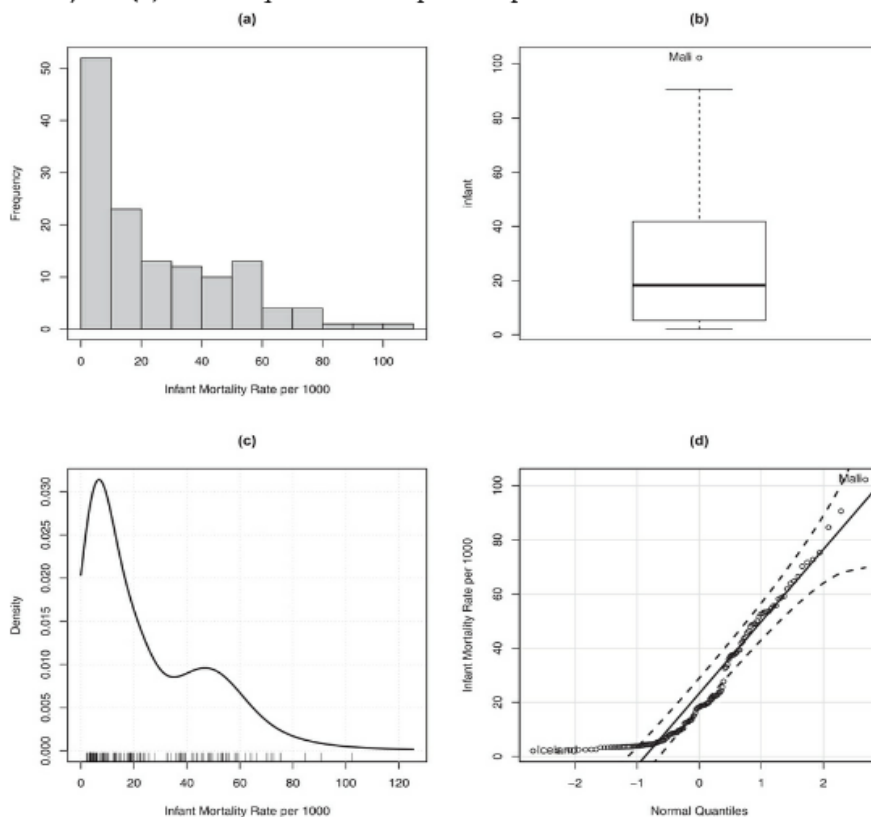 (a)
50
40
30
20
10
0
Frequency
0 20 40 60 80 100
Infant Mortality Rate per 1000
(b)
100
80
60
40
20
0
infant
Mali
(c)
0.030
0.025
0.020
0.015
0.010
0.005
0.000
Density
0 20 40 60 80 100 120
Infant Mortality Rate per 1000
(d)
100
80
60
40
20
0
Infant Mortality Rate per 1000
Mali
Iceland
-2 -1 0 1 2
Normal Quantiles